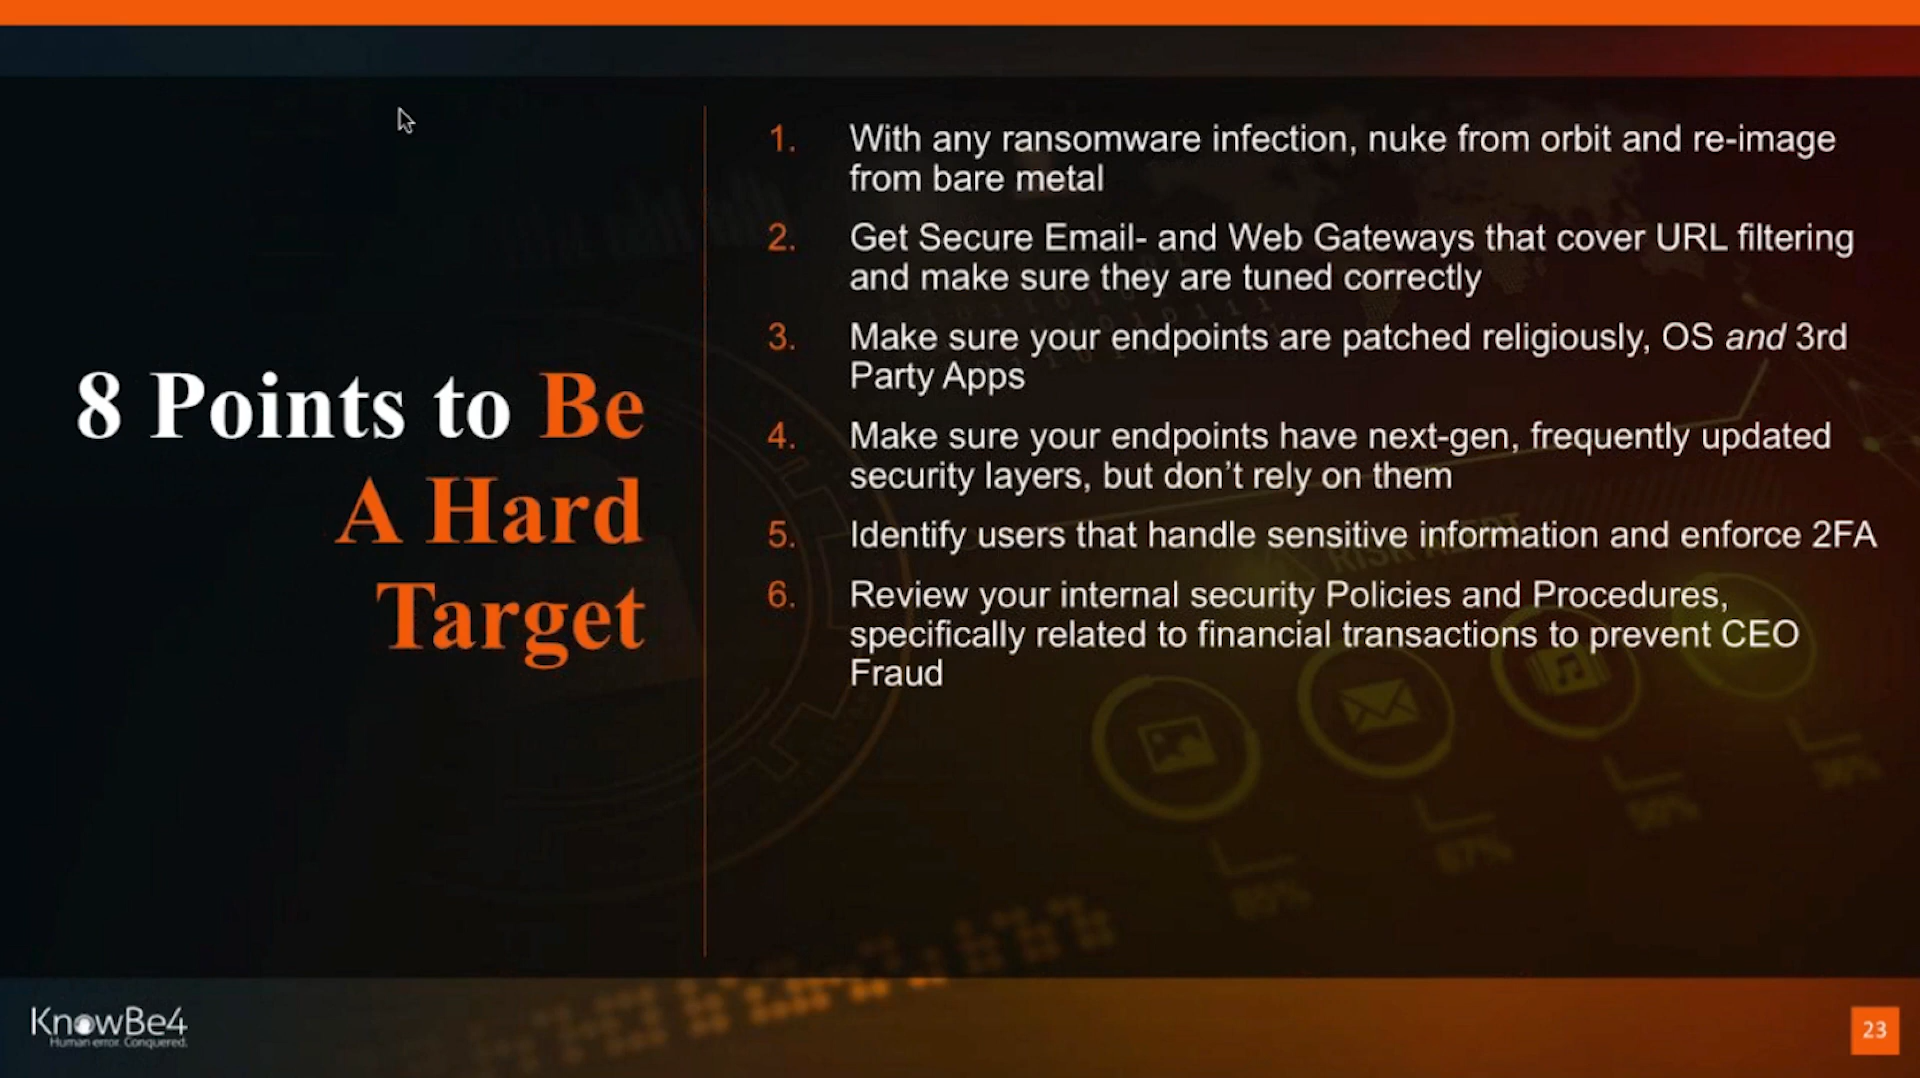 8 Points to Be
A Hard
Target
1. With any ransomware infection, nuke from orbit and re-image
from bare metal
2. Get Secure Email- and Web Gateways that cover URL filtering
and make sure they are tuned correctly
3. Make sure your endpoints are patched religiously, OS and 3rd
Party Apps
4. Make sure your endpoints have next-gen, frequently updated
security layers, but don’t rely on them
5. Identify users that handle sensitive information and enforce 2FA
6. Review your internal security Policies and Procedures,
specifically related to financial transactions to prevent CEO
Fraud
RISK ALERT
85%
67%
KnowBe4
Human error. Conquered.
23